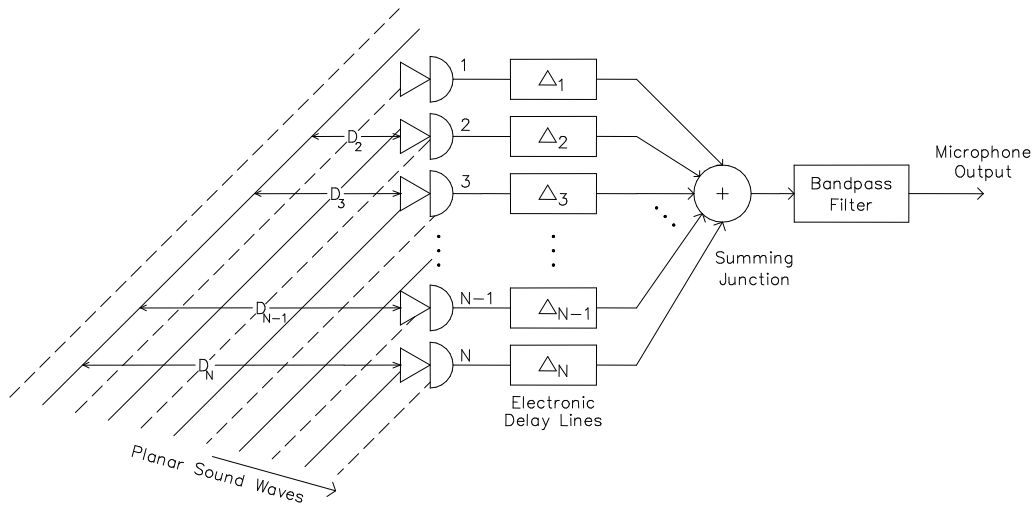 1
Δ1
2
D2
Δ2
Microphone
Output
3
D3
Δ3
+
Bandpass
Filter
Summing
Junction
N-1
DN-1
ΔN-1
N
DN
ΔN
Electronic
Delay Lines
Planar Sound Waves